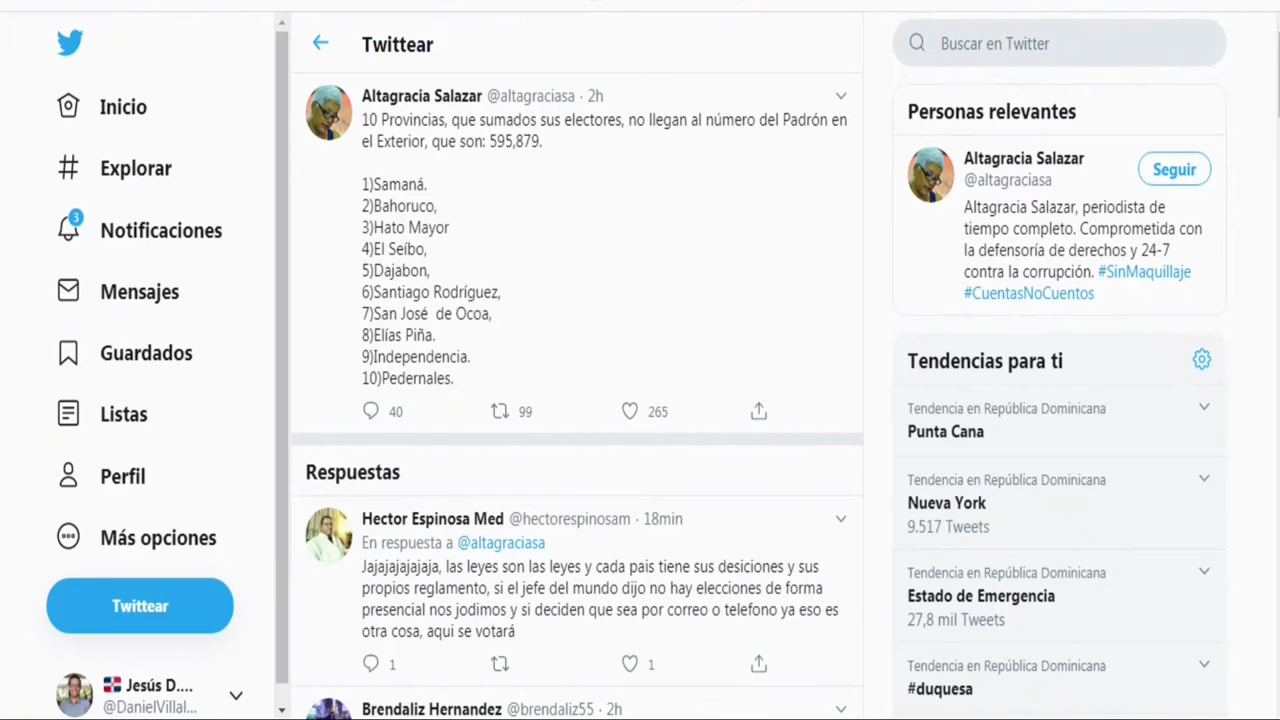 Inicio
Explorar
3
Notificaciones
Mensajes
Guardados
Listas
Perfil
Más opciones
Twittear
Jesús D....
@DanielVillal...
Twittear
Altagracia Salazar @altagraciasa · 2h
10 Provincias, que sumados sus electores, no llegan al número del Padrón en
el Exterior, que son: 595,879.
1)Samaná.
2)Bahoruco,
3)Hato Mayor
4)El Seíbo,
5)Dajabon,
6)Santiago Rodríguez,
7)San José de Ocoa,
8)Elías Piña.
9)Independencia.
10)Pedernales.
40 99 265
Respuestas
Hector Espinosa Med @hectorespinosam · 18min
En respuesta a @altagraciasa
Jajajajajajaja, las leyes son las leyes y cada pais tiene sus desiciones y sus
propios reglamento, si el jefe del mundo dijo no hay elecciones de forma
presencial nos jodimos y si deciden que sea por correo o telefono ya eso es
otra cosa, aqui se votará
1 1
Brendaliz Hernandez @brendaliz55 · 2h
Buscar en Twitter
Personas relevantes
Altagracia Salazar
@altagraciasa
Seguir
Altagracia Salazar, periodista de
tiempo completo. Comprometida con
la defensoría de derechos y 24-7
contra la corrupción. #SinMaquillaje
#CuentasNoCuentos
Tendencias para ti
Tendencia en República Dominicana
Punta Cana
Tendencia en República Dominicana
Nueva York
9.517 Tweets
Tendencia en República Dominicana
Estado de Emergencia
27,8 mil Tweets
Tendencia en República Dominicana
#duquesa